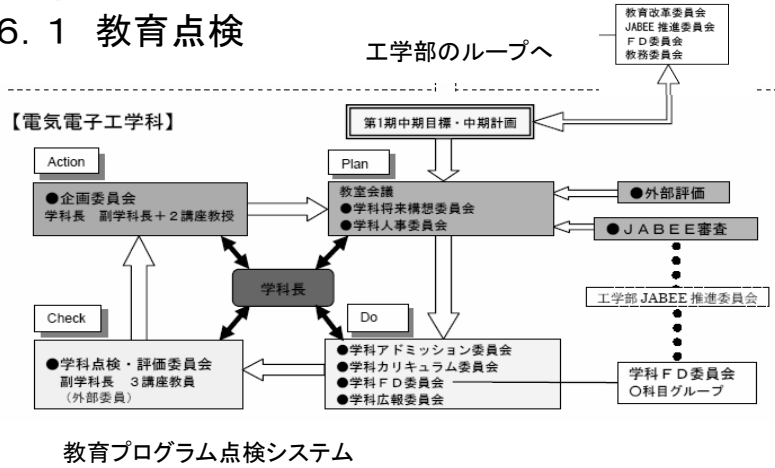 6．1 教育点検
工学部のループへ
教育改革委員会
JABEE 推進委員会
ＦＤ委員会
教務委員会
【電気電子工学科】
第1期中期目標・中期計画
Action
●企画委員会
学科長 副学科長＋２講座教授
Plan
教室会議
●学科将来構想委員会
●学科人事委員会
●外部評価
●ＪＡＢＥＥ審査
学科長
工学部 JABEE 推進委員会
Check
●学科点検・評価委員会
副学科長 ３講座教員
（外部委員）
Do
●学科アドミッション委員会
●学科カリキュラム委員会
●学科ＦＤ委員会
●学科広報委員会
学科ＦＤ委員会
○科目グループ
教育プログラム点検システム